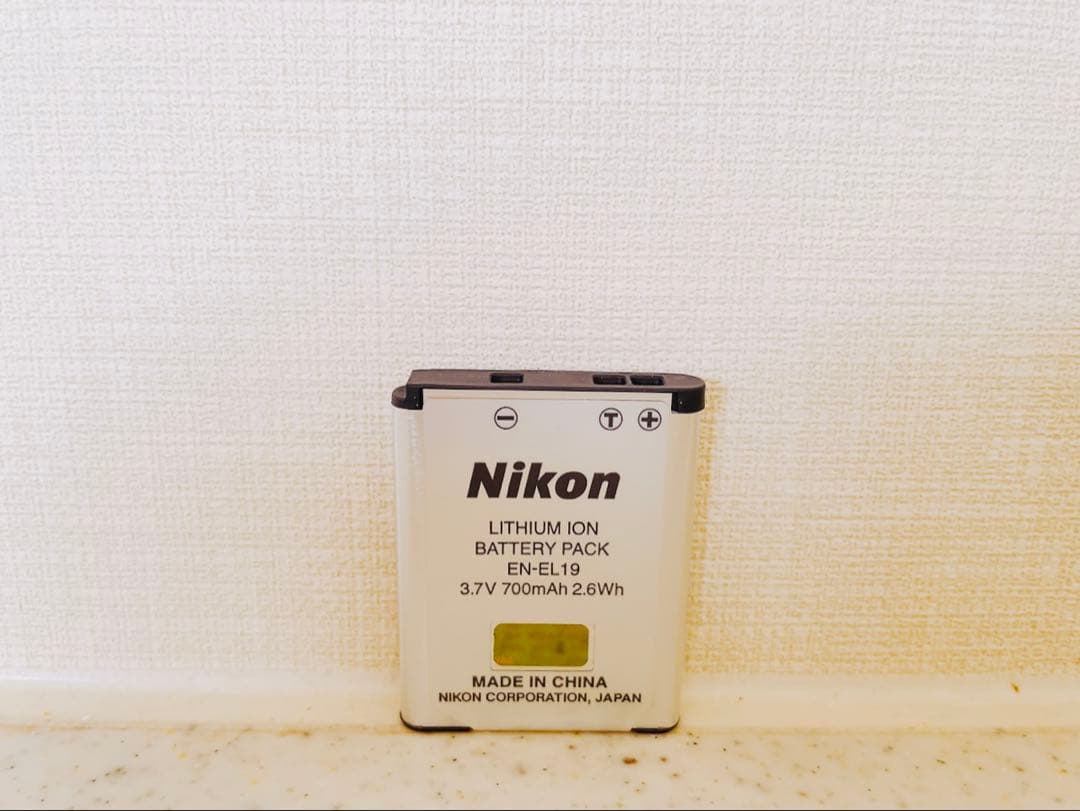 − T +
Nikon
LITHIUM ION
BATTERY PACK
EN-EL19
3.7V 700mAh 2.6Wh
MADE IN CHINA
NIKON CORPORATION, JAPAN